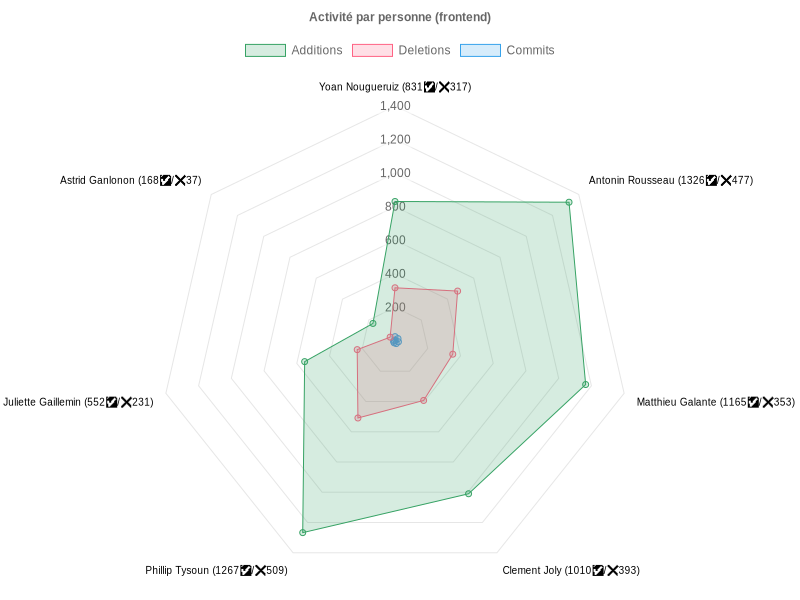 Activité par personne (frontend)
Additions Deletions Commits
Yoan Nougueruiz (831✅/❌317)
1,400
1,200
1,000
800
600
400
200
Astrid Ganlonon (168✅/❌37)
Antonin Rousseau (1326✅/❌477)
Juliette Gaillemin (552✅/❌231)
Matthieu Galante (1165✅/❌353)
Phillip Tysoun (1267✅/❌509)
Clement Joly (1010✅/❌393)